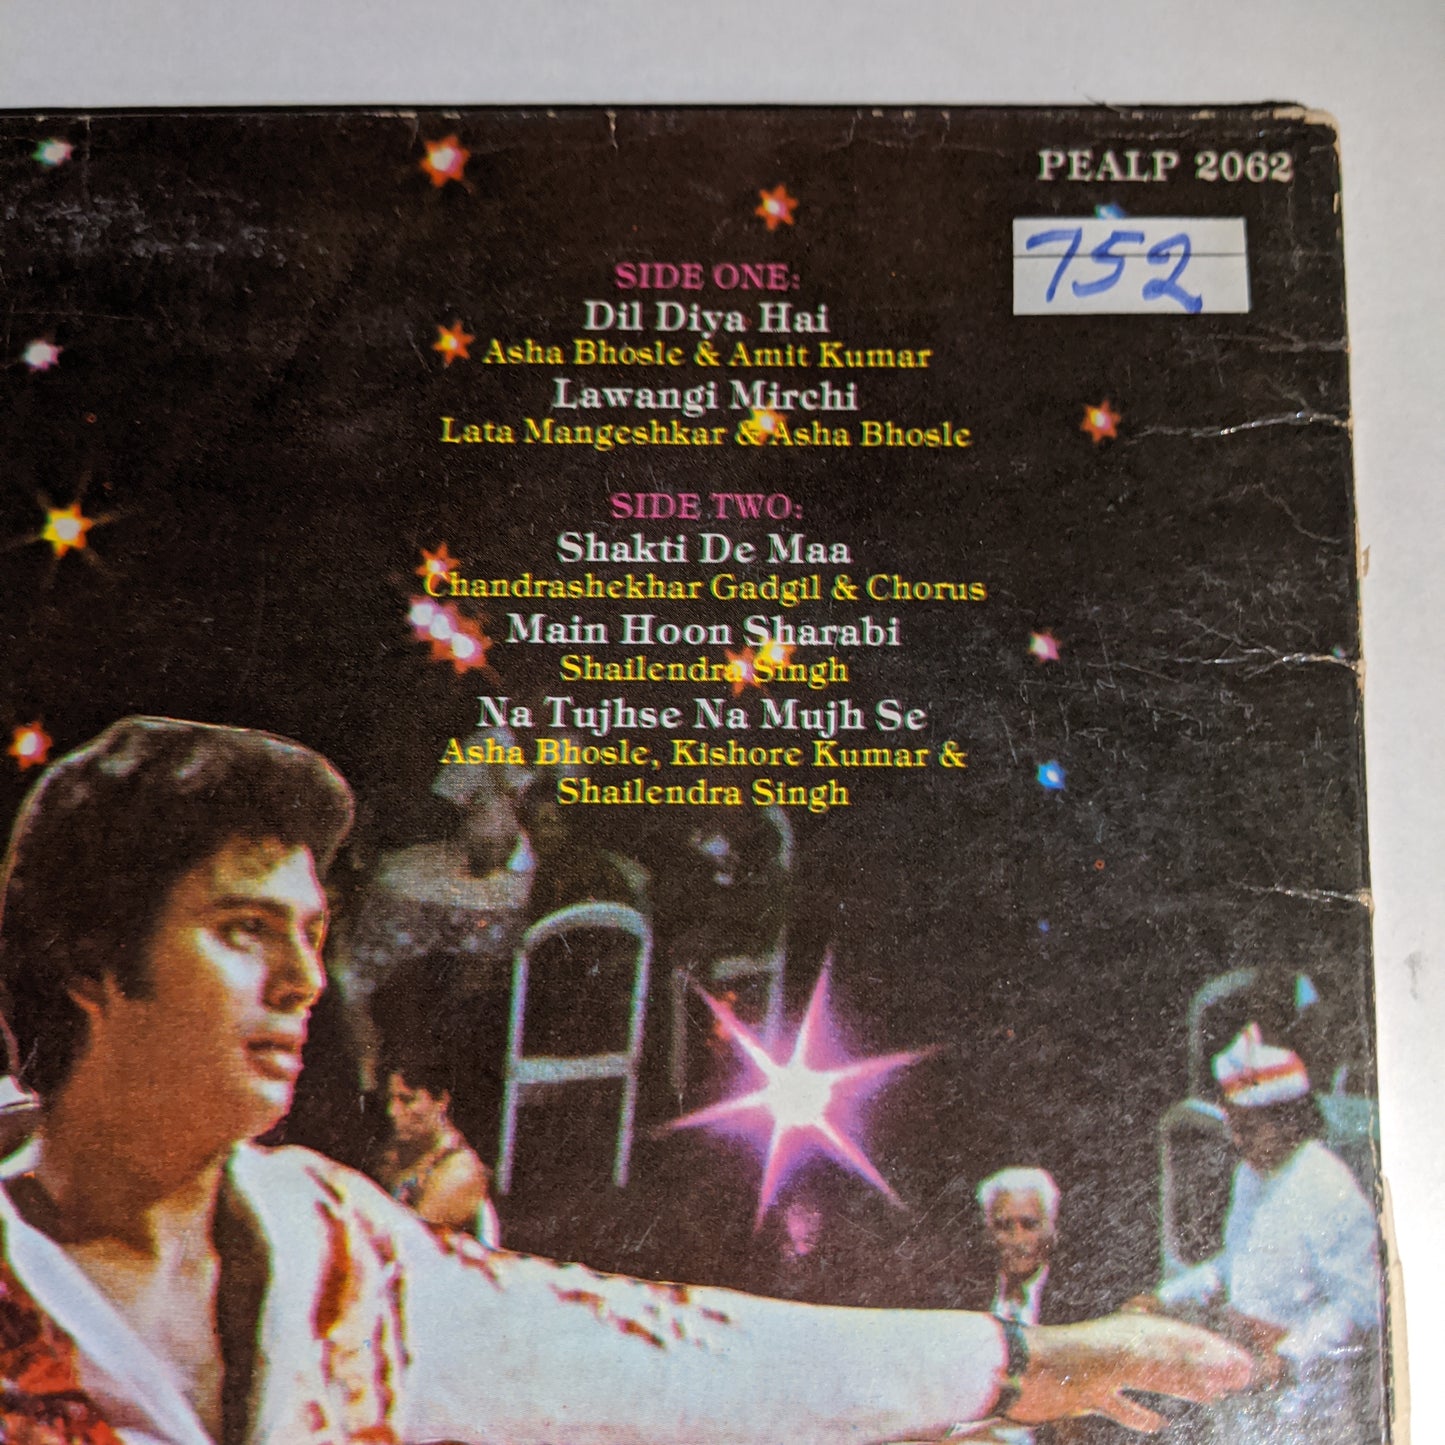 PEALP 2062
752
SIDE ONE:
Dil Diya Hai
Asha Bhosle & Amit Kumar
Lawangi Mirchi
Lata Mangeshkar & Asha Bhosle
SIDE TWO:
Shakti De Maa
Chandrashekhar Gadgil & Chorus
Main Hoon Sharabi
Shailendra Singh
Na Tujhse Na Mujh Se
Asha Bhosle, Kishore Kumar &
Shailendra Singh